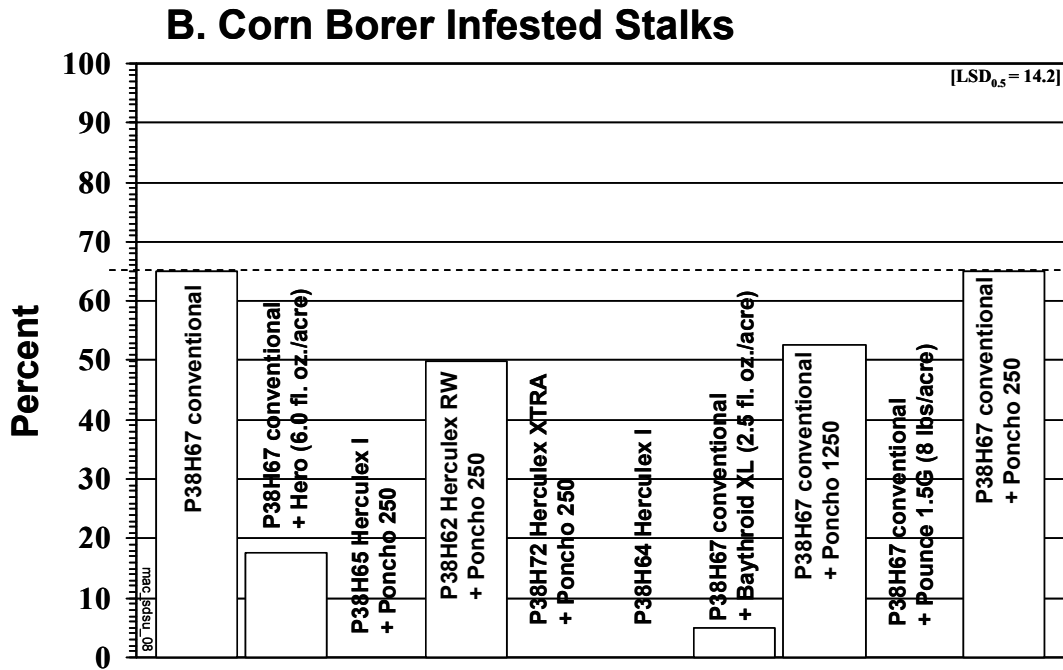 B. Corn Borer Infested Stalks
[LSD0.5 = 14.2]
Percent
100
90
80
70
60
50
40
30
20
10
0
mac_sdsu_08
P38H67 conventional
P38H67 conventional
+ Hero (6.0 fl. oz./acre)
P38H65 Herculex I
+ Poncho 250
P38H62 Herculex RW
+ Poncho 250
P38H72 Herculex XTRA
+ Poncho 250
P38H64 Herculex I
P38H67 conventional
+ Baythroid XL (2.5 fl. oz./acre)
P38H67 conventional
+ Poncho 1250
P38H67 conventional
+ Pounce 1.5G (8 lbs/acre)
P38H67 conventional
+ Poncho 250